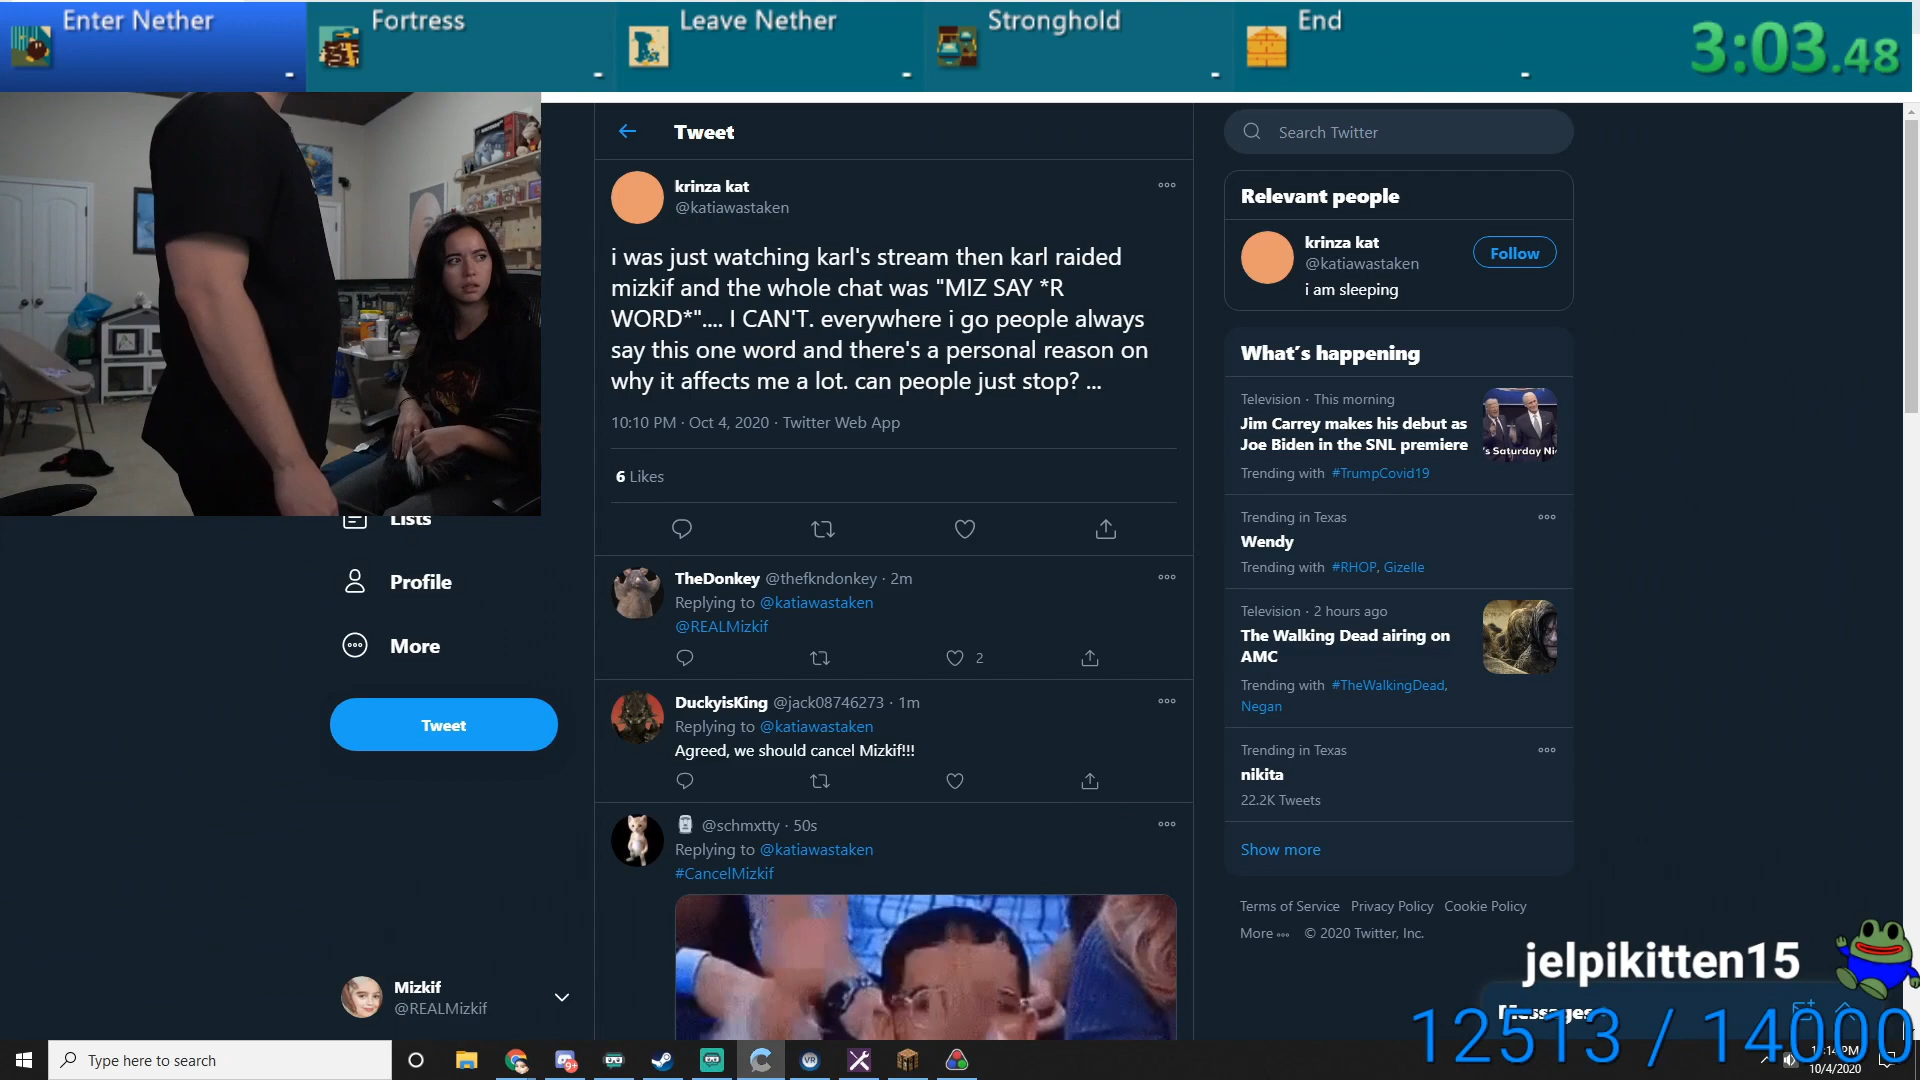 Enter Nether
Fortress
Leave Nether
Stronghold
End
3:03.48
Tweet
Search Twitter
krinza kat
@katiawastaken
i was just watching karl's stream then karl raided
mizkif and the whole chat was "MIZ SAY *R
WORD*".... I CAN'T. everywhere i go people always
say this one word and there's a personal reason on
why it affects me a lot. can people just stop? ...
10:10 PM · Oct 4, 2020 · Twitter Web App
6 Likes
TheDonkey @thefkndonkey · 2m
Replying to @katiawastaken
@REALMizkif
2
DuckyisKing @jack08746273 · 1m
Replying to @katiawastaken
Agreed, we should cancel Mizkif!!!
@schmxtty · 50s
Replying to @katiawastaken
#CancelMizkif
Relevant people
krinza kat
@katiawastaken
Follow
i am sleeping
What's happening
Television · This morning
Jim Carrey makes his debut as
Joe Biden in the SNL premiere
Trending with #TrumpCovid19
Trending in Texas
Wendy
Trending with #RHOP, Gizelle
Television · 2 hours ago
The Walking Dead airing on
AMC
Trending with #TheWalkingDead,
Negan
Trending in Texas
nikita
22.2K Tweets
Show more
Terms of Service Privacy Policy Cookie Policy
More © 2020 Twitter, Inc.
Lists
Profile
More
Tweet
Mizkif
@REALMizkif
jelpikitten15
Messages
12513 / 14000
Type here to search
10/4/2020